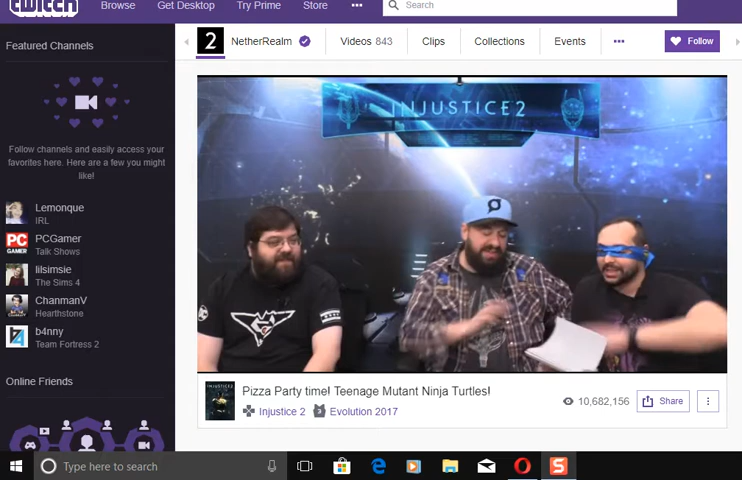 twitch
Browse
Get Desktop
Try Prime
Store
Search
Featured Channels
Follow channels and easily access your
favorites here. Here are a few you might
like!
Lemonque
IRL
PCGamer
Talk Shows
lilsimsie
The Sims 4
ChanmanV
Hearthstone
b4nny
Team Fortress 2
Online Friends
2
NetherRealm
Videos 843
Clips
Collections
Events
Follow
INJUSTICE2
PC
GAMER
INJUSTICE 2
Pizza Party time! Teenage Mutant Ninja Turtles!
Injustice 2
Evolution 2017
10,682,156
Share
Type here to search